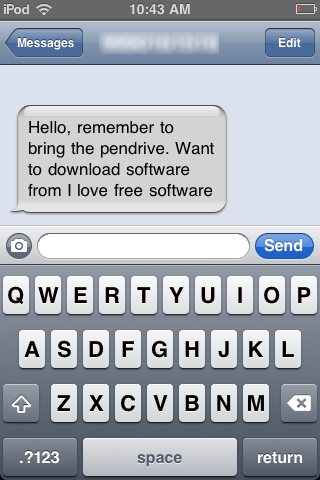 iPod 10:43 AM
Messages Edit
Hello, remember to
bring the pendrive. Want
to download software
from I love free software
Send
Q W E R T Y U I O P
A S D F G H J K L
Z X C V B N M
.?123 space return